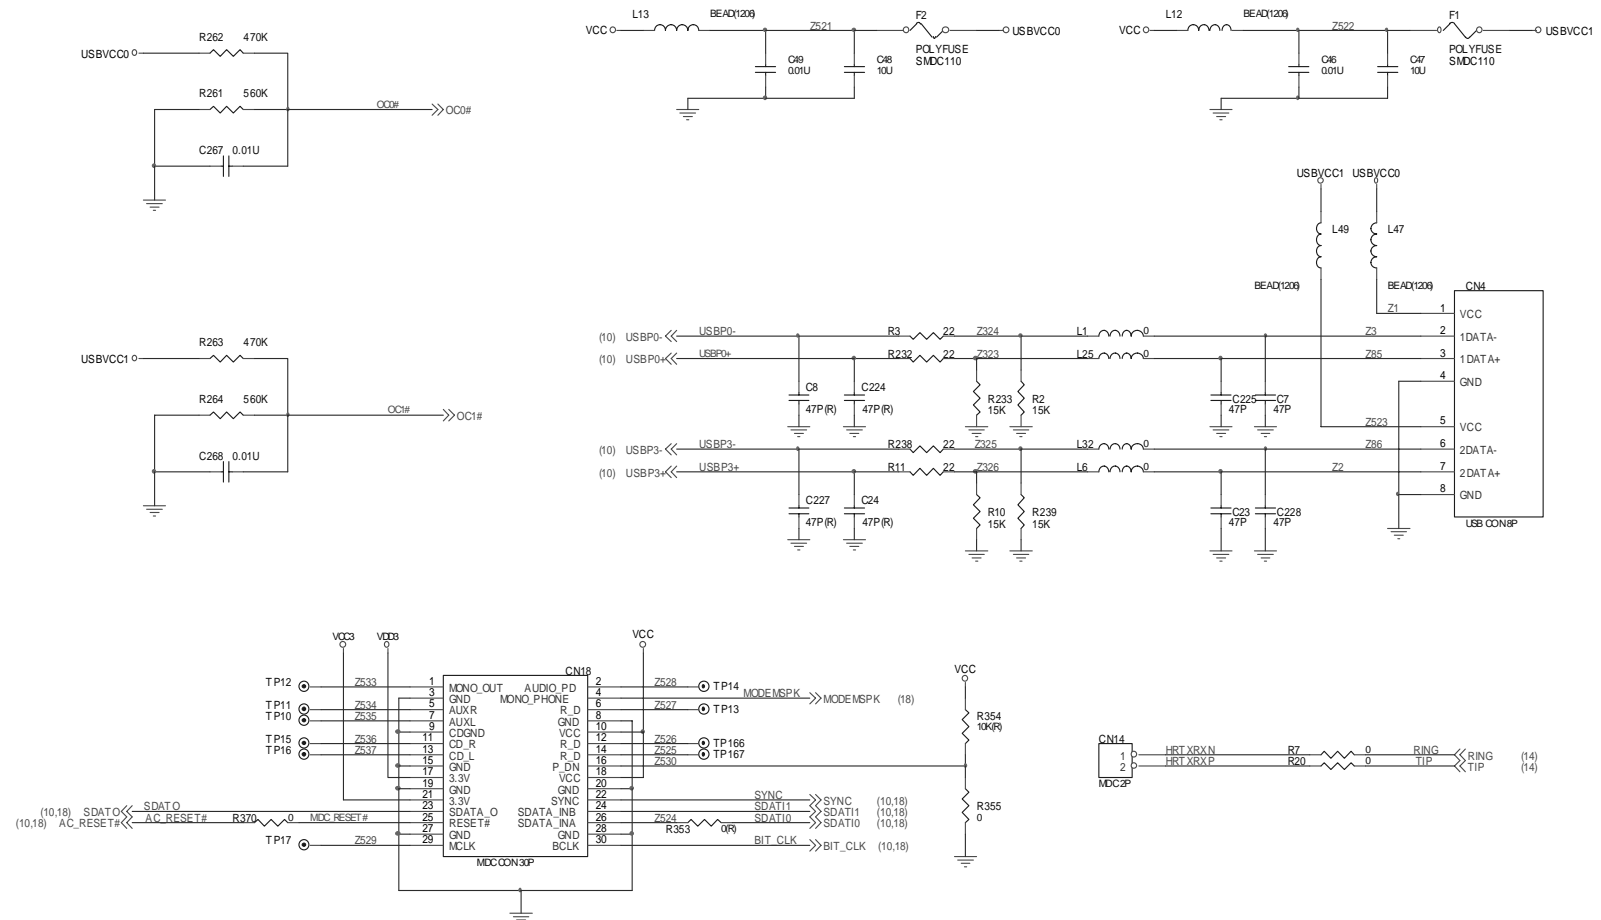 L13 BEAD(1206) Z521 F2
VCC USBVCC0
POLYFUSE
SMDC110
C49
0.01U
C48
10U
L12 BEAD(1206) Z522 F1
VCC USBVCC1
POLYFUSE
SMDC110
C46
0.01U
C47
10U
R262 470K
USBVCC0
R261 560K
OC0# OC0#
C267 0.01U
USBVCC1 USBVCC0
L49 L47
BEAD(1206) BEAD(1206)
CN4
Z1 1 VCC
(10) USBP0- USBP0- R3 22 Z324 L1 0 Z3 2 1DATA-
(10) USBP0+ USBP0+ R232 22 Z323 L25 0 Z85 3 1DATA+
4 GND
C8
47P(R)
C224
47P(R)
R233
15K
R2
15K
C225
47P
C7
47P
Z523 5 VCC
(10) USBP3- USBP3- R238 22 Z325 L32 0 Z86 6 2DATA-
(10) USBP3+ USBP3+ R11 22 Z326 L6 0 Z2 7 2DATA+
8 GND
C227
47P(R)
C24
47P(R)
R10
15K
R239
15K
C23
47P
C228
47P
USB CON8P
R263 470K
USBVCC1
R264 560K
OC1# OC1#
C268 0.01U
VCC3 VDD3 VCC
CN18
TP12 Z533 1 MONO_OUT AUDIO_PD 2 Z528 TP14
3 GND MONO_PHONE 4 MODEMSPK MODEMSPK (18)
TP11 Z534 5 AUXR R_D 6 Z527 TP13
TP10 Z535 7 AUXL GND 8
9 CDGND VCC 10
TP15 Z536 11 CD_R R_D 12 Z526 TP166
TP16 Z537 13 CD_L R_D 14 Z525 TP167
15 GND P_DN 16 Z530
17 3.3V VCC 18
19 GND GND 20
21 3.3V SYNC 22 SYNC SYNC (10,18)
(10,18) SDATO SDATO 23 SDATA_O SDATA_INB 24 SDATI1 SDATI1 (10,18)
(10,18) AC_RESET# AC_RESET# R370 0 MDC_RESET# 25 RESET# SDATA_INA 26 Z524 R353 0(R) SDATI0 SDATI0 (10,18)
27 GND GND 28
TP17 Z529 29 MCLK BCLK 30 BIT_CLK BIT_CLK (10,18)
MDC CON30P
VCC
R354
10K(R)
R355
0
CN14
1 HRTXRXN R7 0 RING RING (14)
2 HRTXRXP R20 0 TIP TIP (14)
MDC2P